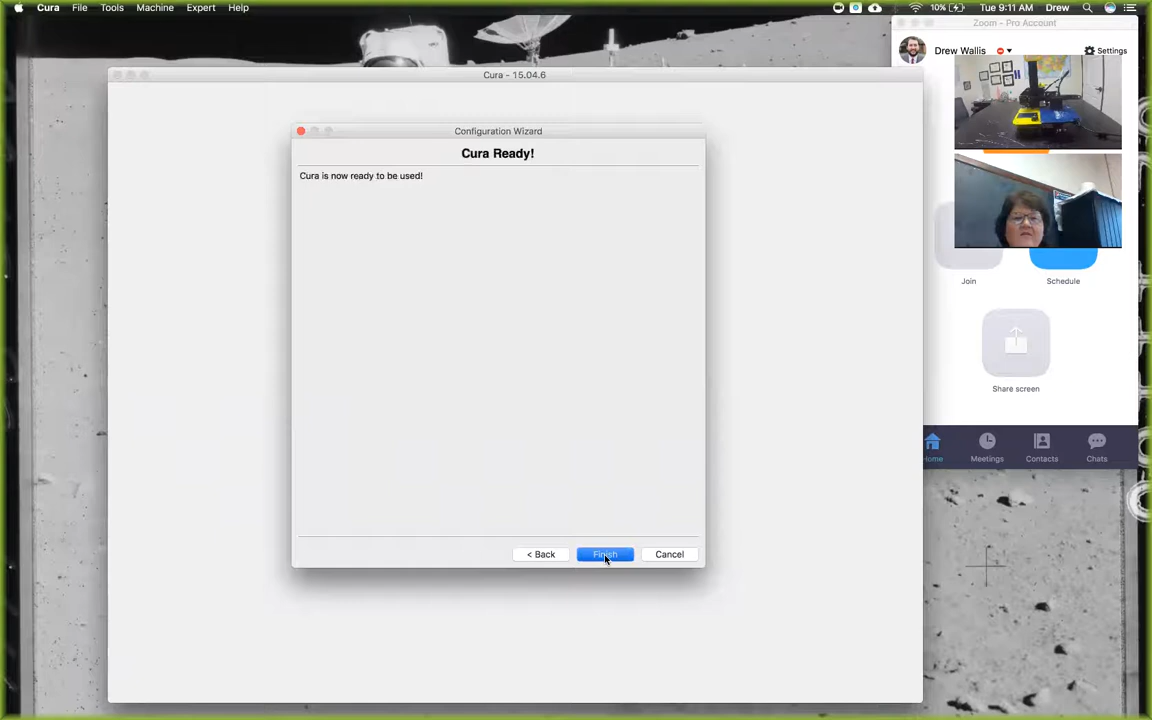 Cura File Tools Machine Expert Help 10% Tue 9:11 AM Drew
Zoom - Pro Account
Drew Wallis Settings
Cura - 15.04.6
Configuration Wizard
Cura Ready!
Cura is now ready to be used!
Join Schedule
Share screen
Home Meetings Contacts Chats
< Back Finish Cancel